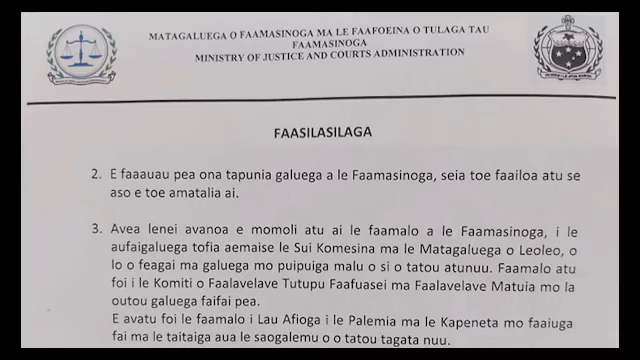 MATAGALUEGA O FAAMASINOGA MA LE FAAFOEINA O TULAGA TAU
FAAMASINOGA
MINISTRY OF JUSTICE AND COURTS ADMINISTRATION
FAASILASILAGA
2. E faaauau pea ona tapunia galuega a le Faamasinoga, seia toe faailoa atu se
aso e toe amatalia ai.
3. Avea lenei avanoa e momoli atu ai le faamalo a le Faamasinoga, i le
aufaigaluega tofia aemaise le Sui Komesina ma le Matagaluega o Leoleo, o
lo o feagai ma galuega mo puipuiga malu o si o tatou atunuu. Faamalo atu
foi i le Komiti o Faalavelave Tutupu Faafuasei ma Faalavelave Matuia mo la
outou galuega faifai pea.
E avatu foi le faamalo i Lau Afioga i le Palemia ma le Kapeneta mo faaiuga
fai ma le taitaiga aua le saogalemu o o tatou tagata nuu.